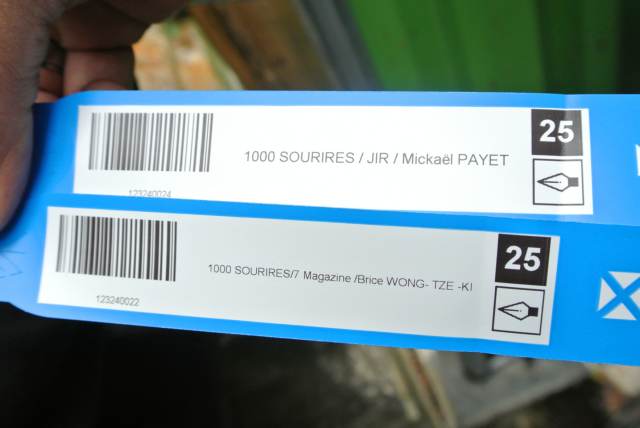 25
1000 SOURIRES / JIR / Mickaël PAYET
123240024
25
1000 SOURIRES/7 Magazine /Brice WONG- TZE -KI
123240022